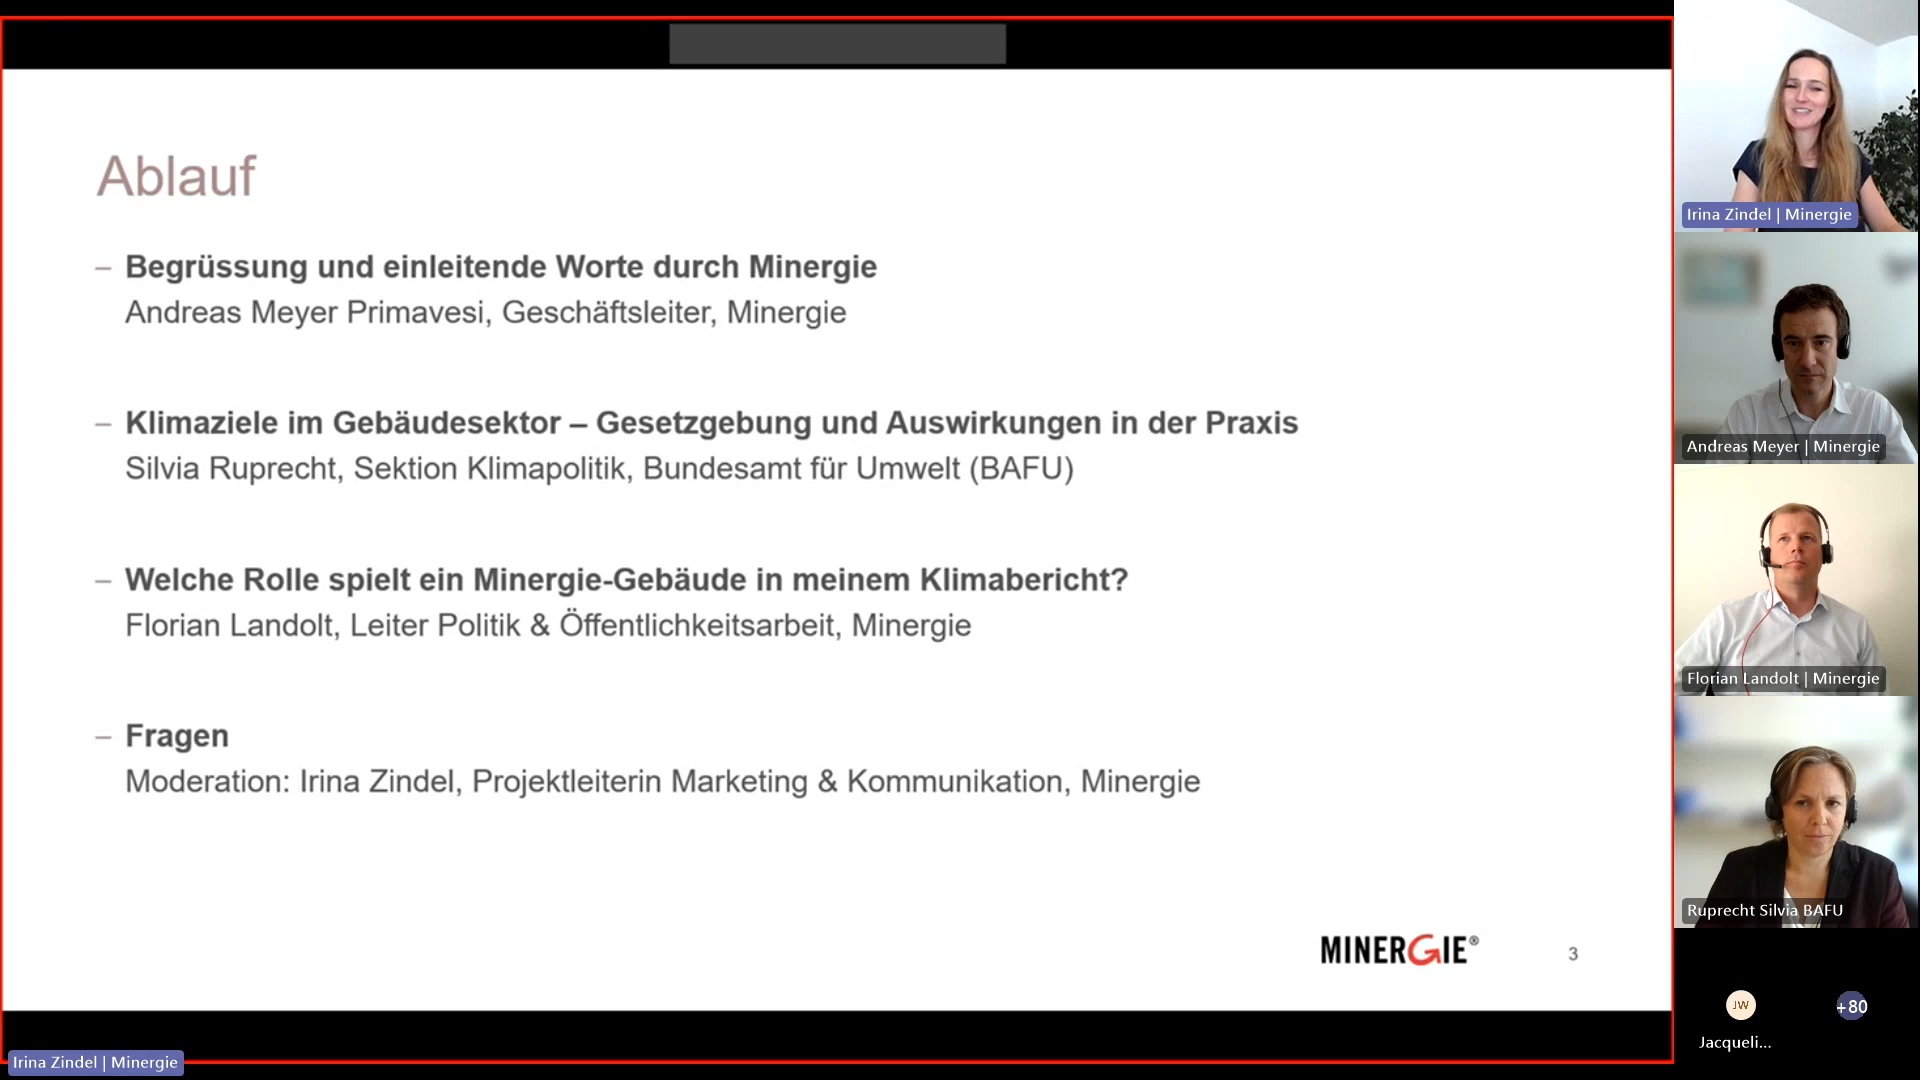 Ablauf
– Begrüssung und einleitende Worte durch Minergie
Andreas Meyer Primavesi, Geschäftsleiter, Minergie
– Klimaziele im Gebäudesektor – Gesetzgebung und Auswirkungen in der Praxis
Silvia Ruprecht, Sektion Klimapolitik, Bundesamt für Umwelt (BAFU)
– Welche Rolle spielt ein Minergie-Gebäude in meinem Klimabericht?
Florian Landolt, Leiter Politik & Öffentlichkeitsarbeit, Minergie
– Fragen
Moderation: Irina Zindel, Projektleiterin Marketing & Kommunikation, Minergie
MINERGIE®
3
Irina Zindel | Minergie
Irina Zindel | Minergie
Andreas Meyer | Minergie
Florian Landolt | Minergie
Ruprecht Silvia BAFU
JW
+80
Jacqueli...